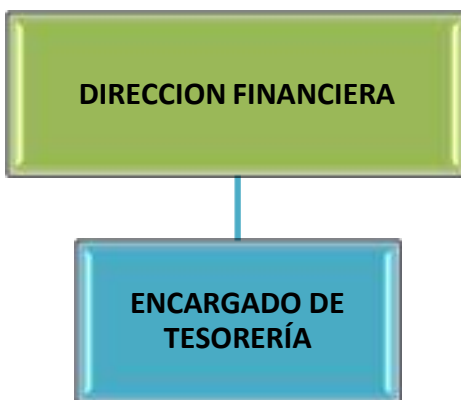 DIRECCION FINANCIERA
ENCARGADO DE
TESORERÍA